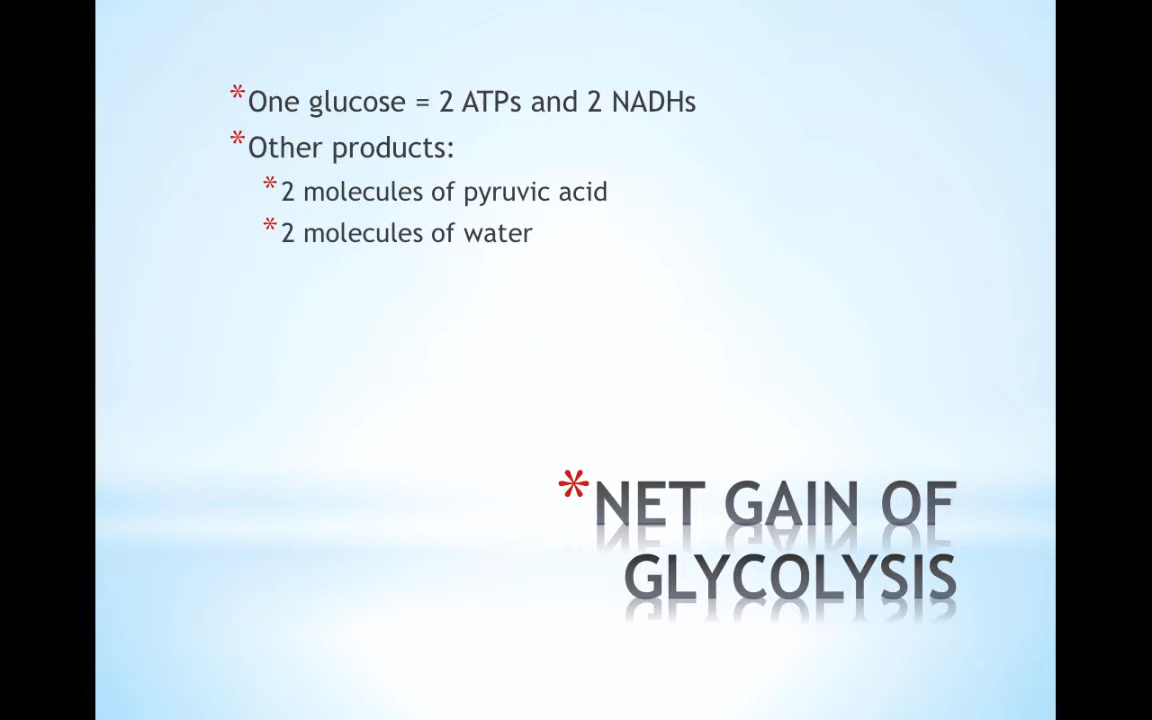 *One glucose = 2 ATPs and 2 NADHs
*Other products:
*2 molecules of pyruvic acid
*2 molecules of water
*NET GAIN OF
GLYCOLYSIS